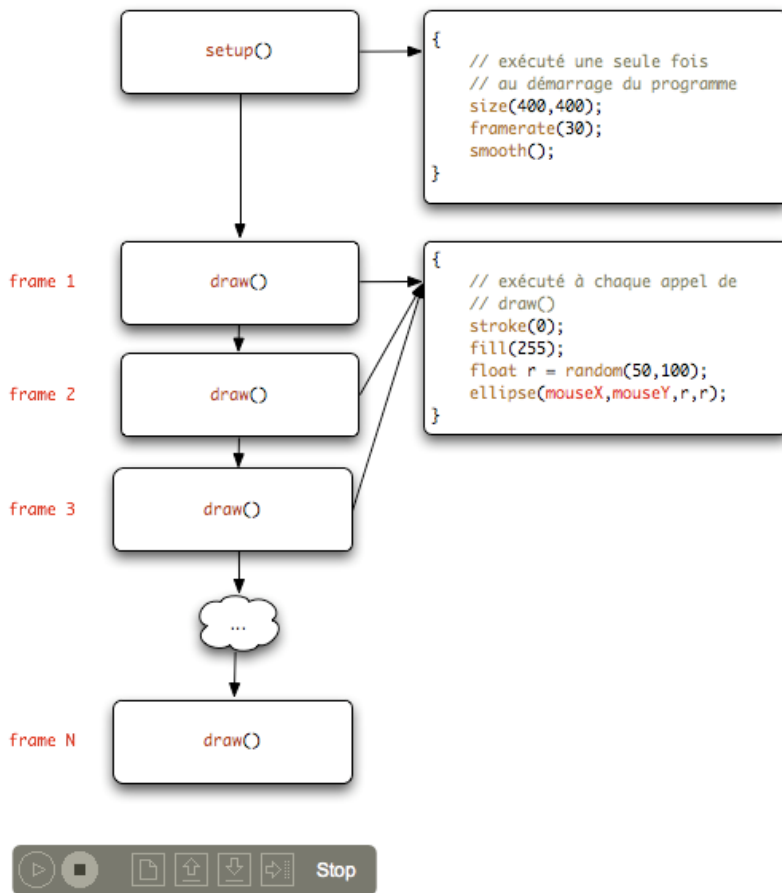 setup()
{
// exécuté une seule fois
// au démarrage du programme
size(400,400);
framerate(30);
smooth();
}
frame 1
draw()
{
// exécuté à chaque appel de
// draw()
stroke(0);
fill(255);
float r = random(50,100);
ellipse(mouseX,mouseY,r,r);
}
frame 2
draw()
frame 3
draw()
...
frame N
draw()
Stop